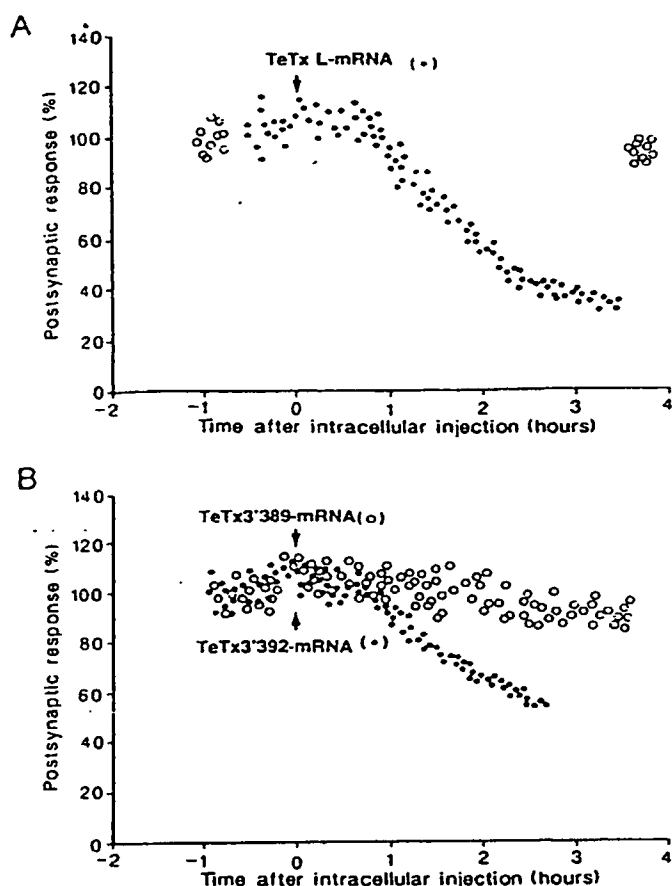 A
Postsynaptic response (%)
140
120
100
80
60
40
20
0
TeTx L-mRNA (•)
-2 -1 0 1 2 3 4
Time after intracellular injection (hours)
B
Postsynaptic response (%)
140
120
100
80
60
40
20
0
TeTx3'389-mRNA(o)
TeTx3'392-mRNA (•)
-2 -1 0 1 2 3 4
Time after intracellular injection (hours)